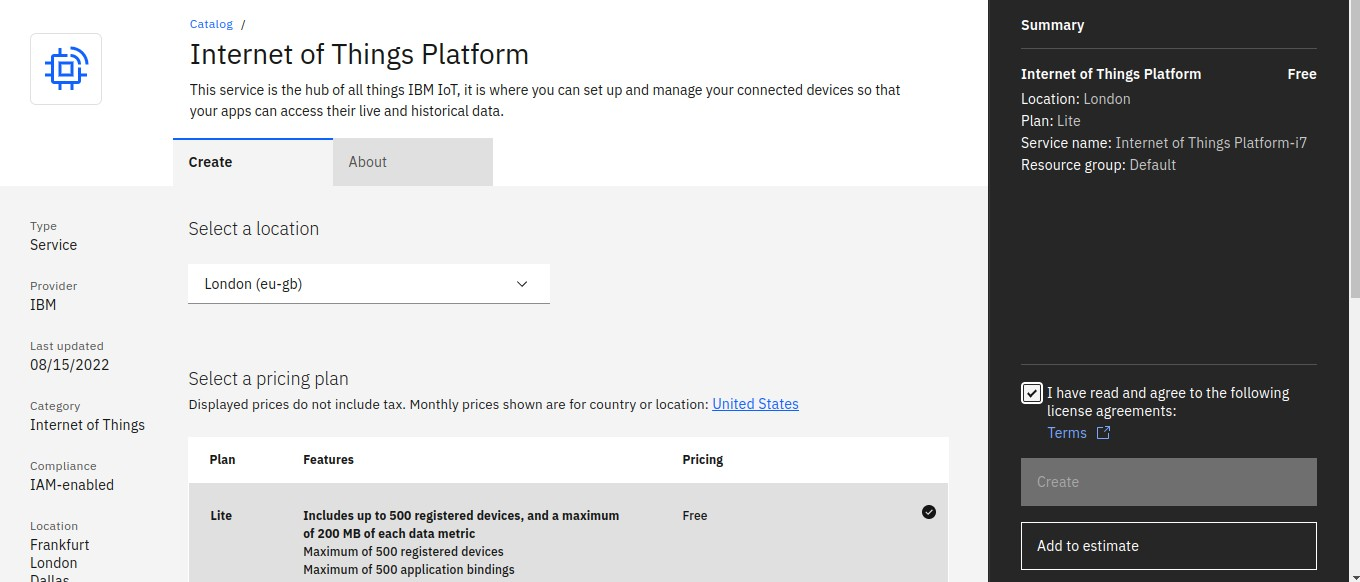 Catalog /
Internet of Things Platform
This service is the hub of all things IBM IoT, it is where you can set up and manage your connected devices so that
your apps can access their live and historical data.
Create
About
Type
Service
Provider
IBM
Last updated
08/15/2022
Category
Internet of Things
Compliance
IAM-enabled
Location
Frankfurt
London
Dallas
Select a location
London (eu-gb)
Select a pricing plan
Displayed prices do not include tax. Monthly prices shown are for country or location: United States
Plan Features Pricing
Lite
Includes up to 500 registered devices, and a maximum
of 200 MB of each data metric
Maximum of 500 registered devices
Maximum of 500 application bindings
Free
Summary
Internet of Things Platform Free
Location: London
Plan: Lite
Service name: Internet of Things Platform-i7
Resource group: Default
I have read and agree to the following
license agreements:
Terms
Create
Add to estimate